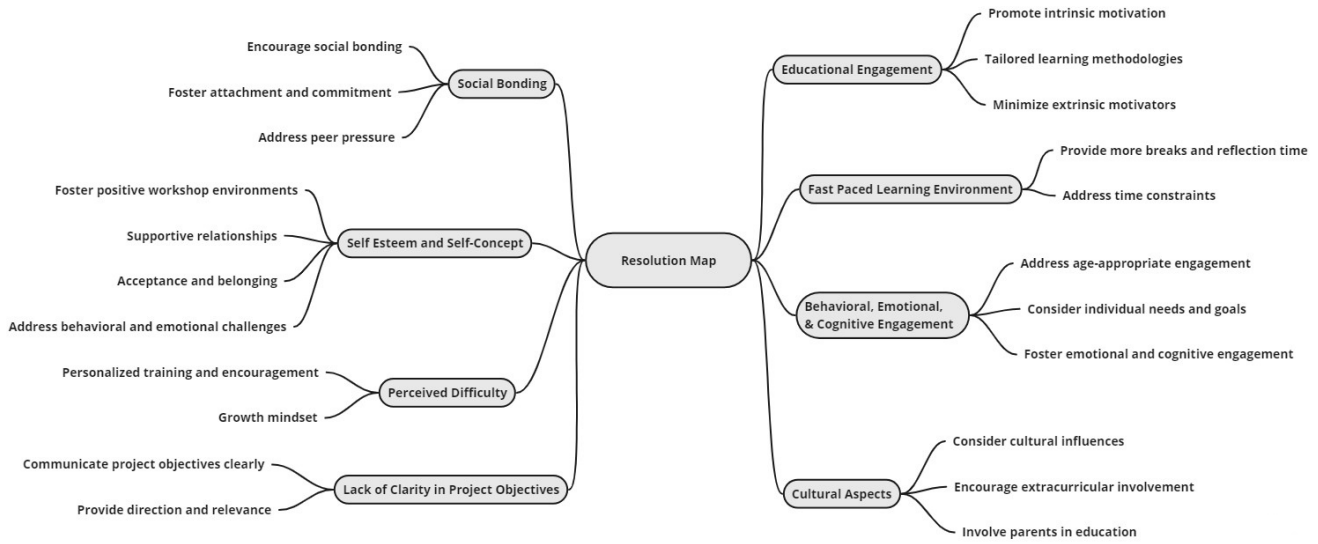 Resolution Map
Social Bonding
Encourage social bonding
Foster attachment and commitment
Address peer pressure
Self Esteem and Self-Concept
Foster positive workshop environments
Supportive relationships
Acceptance and belonging
Address behavioral and emotional challenges
Perceived Difficulty
Personalized training and encouragement
Growth mindset
Lack of Clarity in Project Objectives
Communicate project objectives clearly
Provide direction and relevance
Educational Engagement
Promote intrinsic motivation
Tailored learning methodologies
Minimize extrinsic motivators
Fast Paced Learning Environment
Provide more breaks and reflection time
Address time constraints
Behavioral, Emotional,
& Cognitive Engagement
Address age-appropriate engagement
Consider individual needs and goals
Foster emotional and cognitive engagement
Cultural Aspects
Consider cultural influences
Encourage extracurricular involvement
Involve parents in education